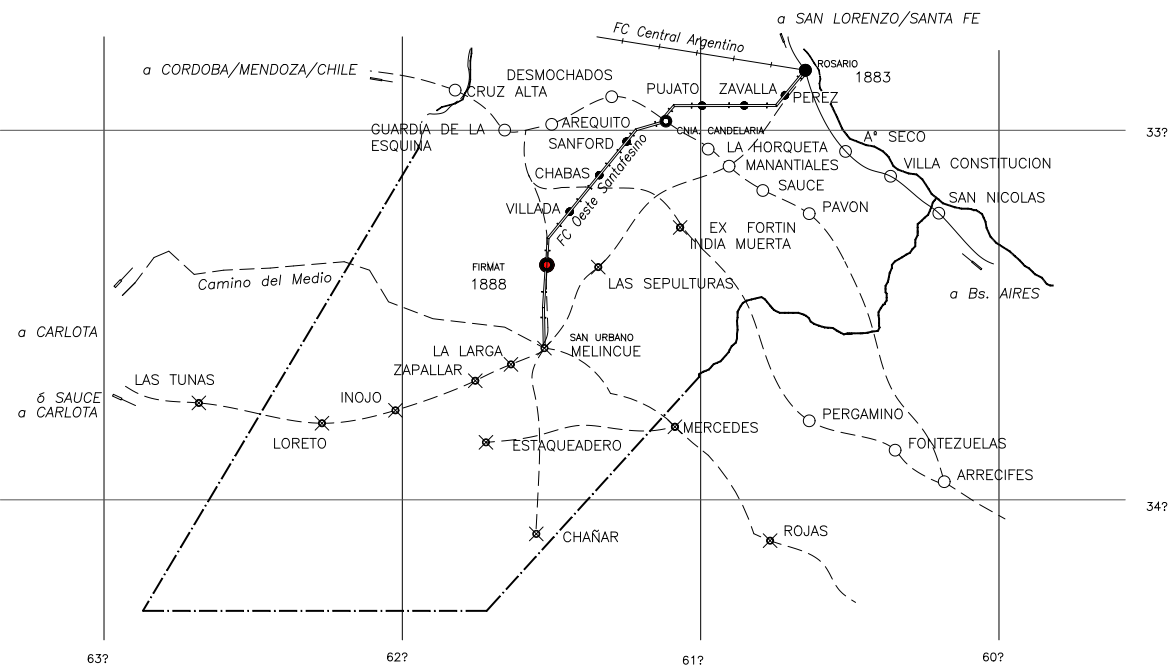 a SAN LORENZO/SANTA FE
FC Central Argentino
ROSARIO
1883
a CORDOBA/MENDOZA/CHILE
DESMOCHADOS
CRUZ ALTA
PUJATO
ZAVALLA
PEREZ
GUARDIA DE LA
ESQUINA
AREQUITO
SANFORD
CNIA. CANDELARIA
33?
Aº SECO
LA HORQUETA
MANANTIALES
VILLA CONSTITUCION
CHABAS
FC Oeste Santafesino
SAUCE
SAN NICOLAS
VILLADA
PAVON
EX FORTIN
INDIA MUERTA
FIRMAT
1888
Camino del Medio
LAS SEPULTURAS
a Bs. AIRES
a CARLOTA
SAN URBANO
MELINCUE
LA LARGA
ZAPALLAR
LAS TUNAS
INOJO
ó SAUCE
a CARLOTA
LORETO
ESTAQUEADERO
MERCEDES
PERGAMINO
FONTEZUELAS
ARRECIFES
34?
CHAÑAR
ROJAS
63?
62?
61?
60?